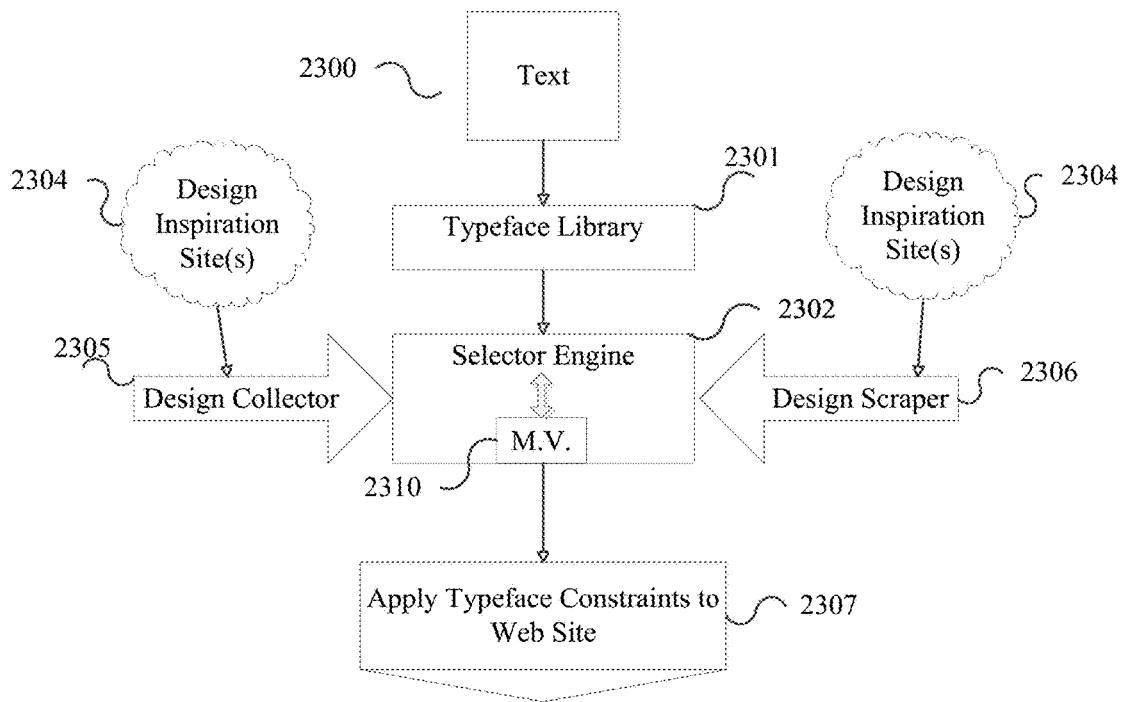 2300
Text
2301
2304
Design
Inspiration
Site(s)
Typeface Library
Design
Inspiration
Site(s)
2304
2302
2305
Selector Engine
2306
Design Collector
Design Scraper
M.V.
2310
Apply Typeface Constraints to
Web Site
2307